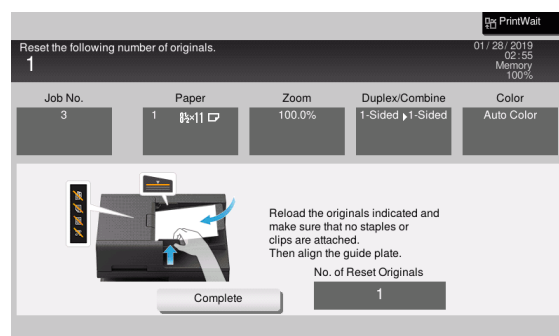 PrintWait
Reset the following number of originals.
1
01/28/2019
02:55
Memory
100%
Job No.
Paper
Zoom
Duplex/Combine
Color
3
1 8½×11
100.0%
1-Sided ▸1-Sided
Auto Color
Reload the originals indicated and
make sure that no staples or
clips are attached.
Then align the guide plate.
No. of Reset Originals
1
Complete